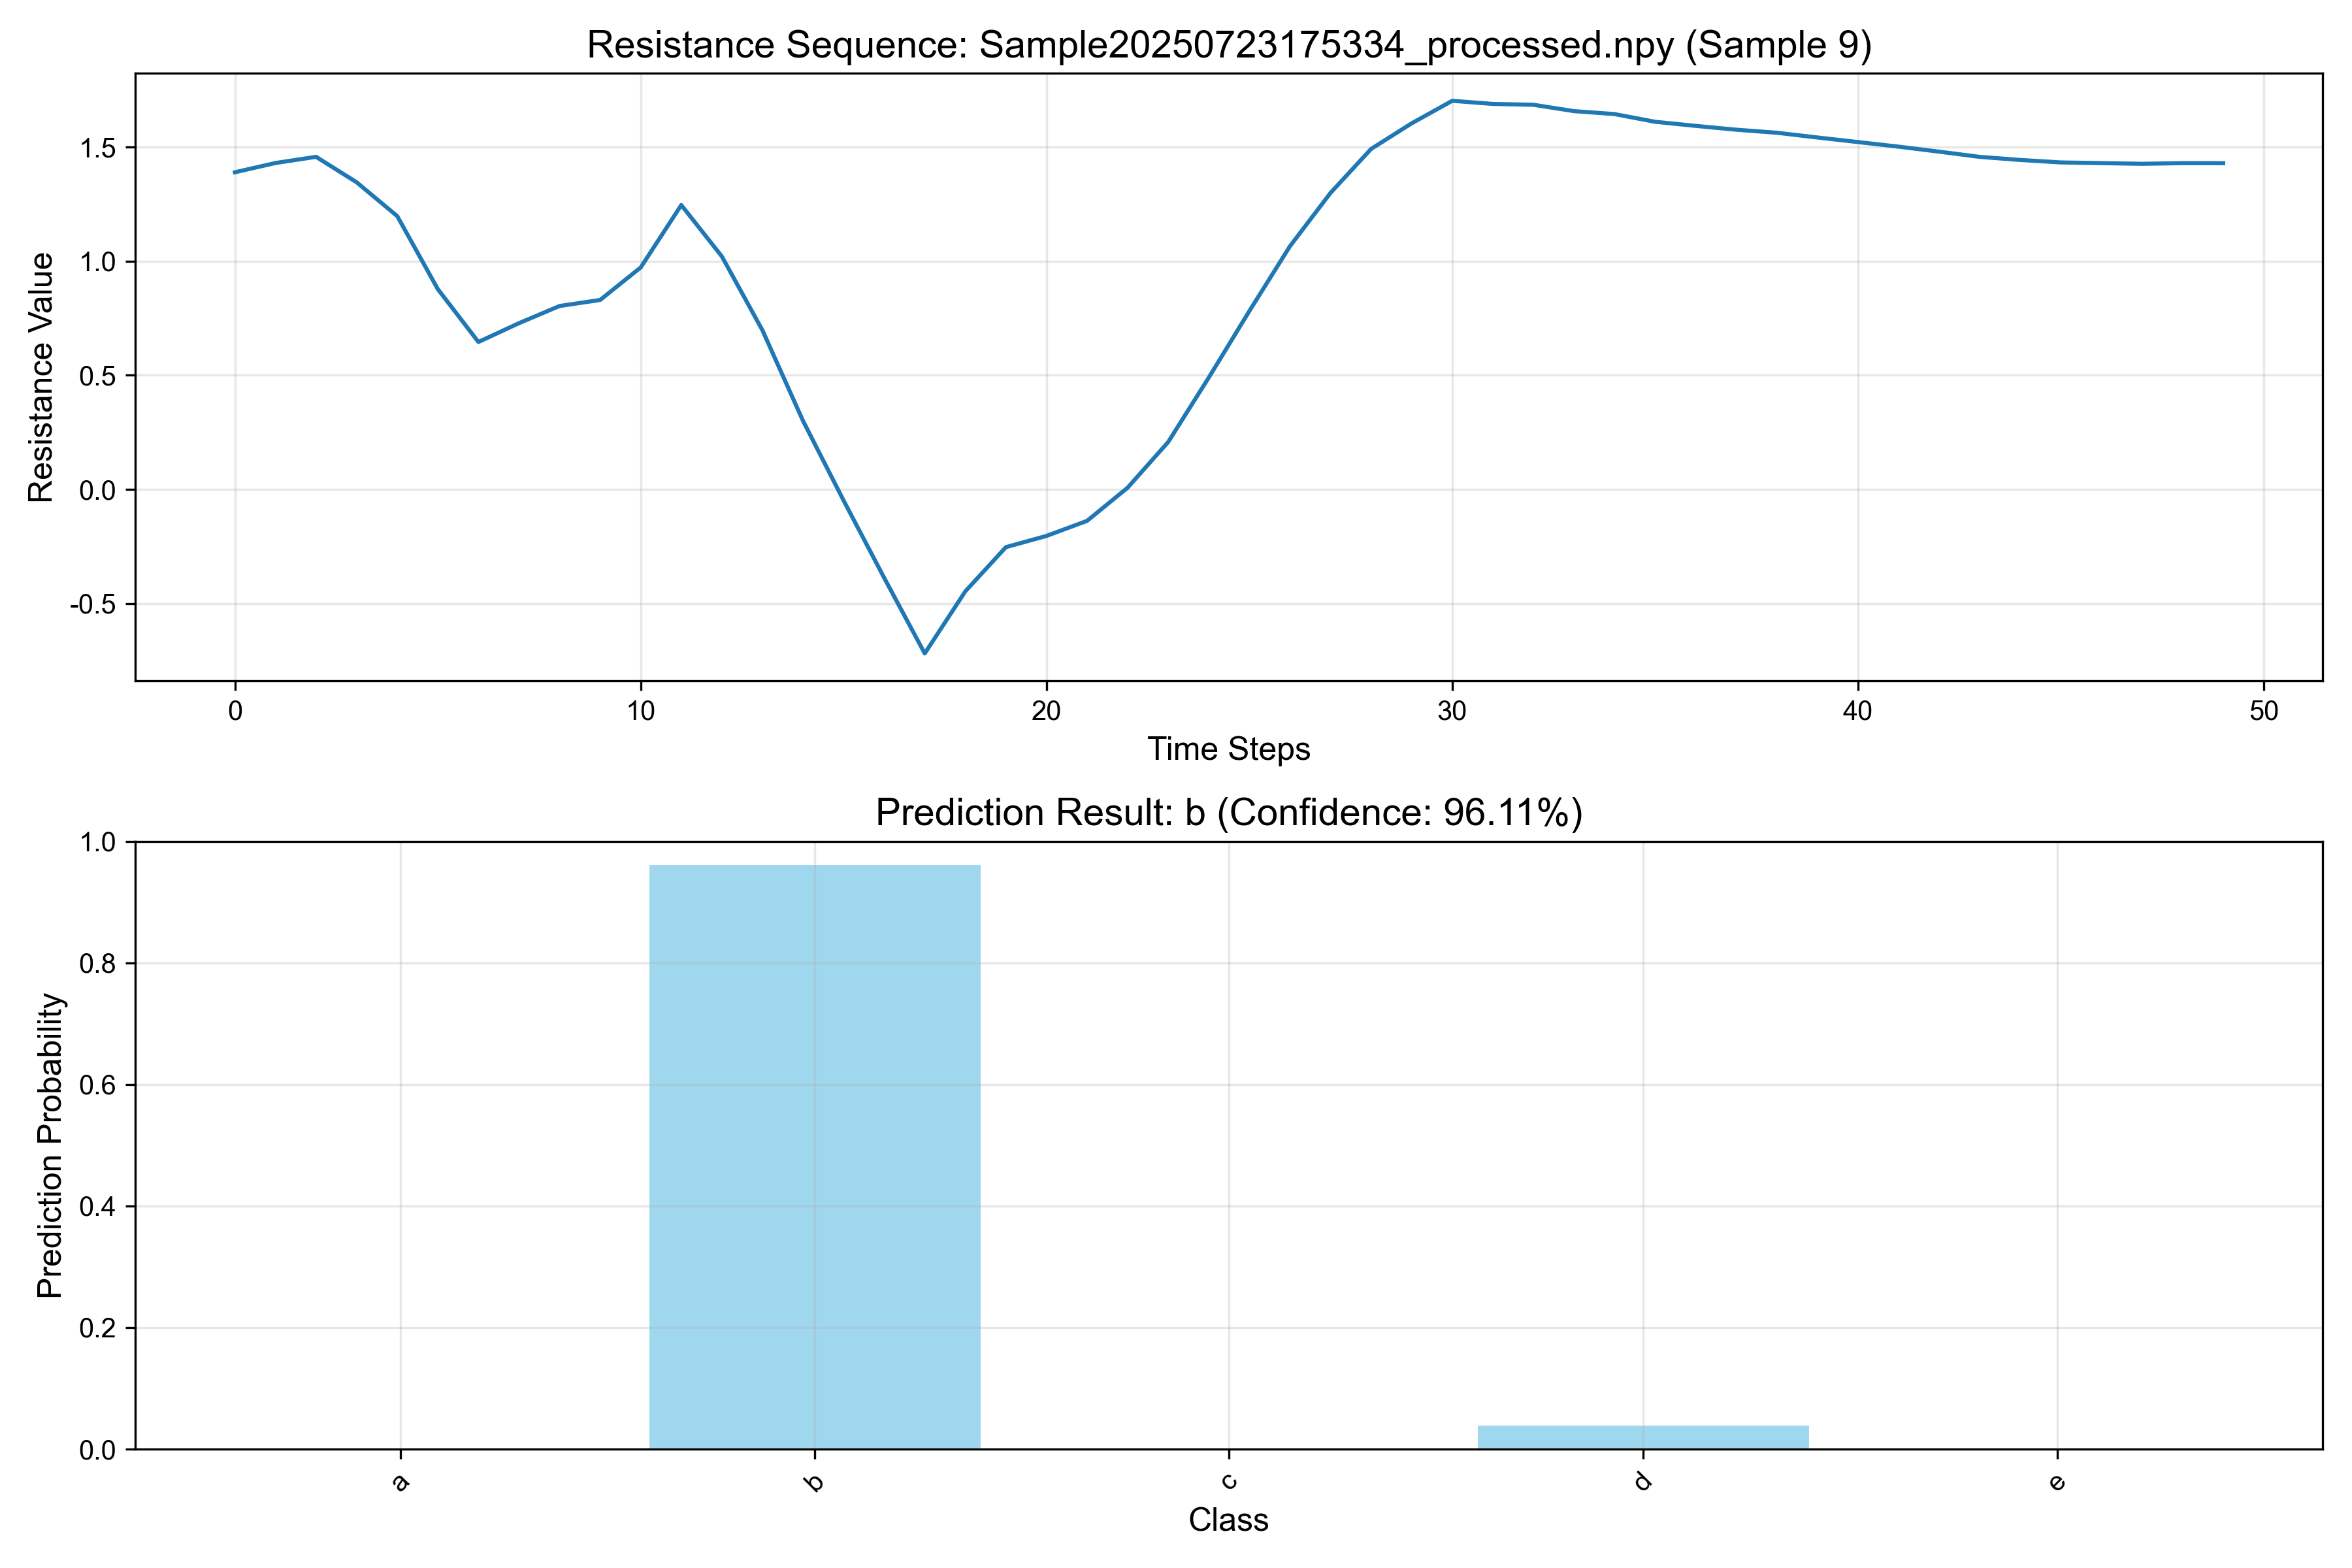 Resistance Sequence: Sample20250723175334_processed.npy (Sample 9)
Resistance Value
1.5
1.0
0.5
0.0
-0.5
0 10 20 30 40 50
Time Steps
Prediction Result: b (Confidence: 96.11%)
Prediction Probability
1.0
0.8
0.6
0.4
0.2
0.0
a b c d e
Class